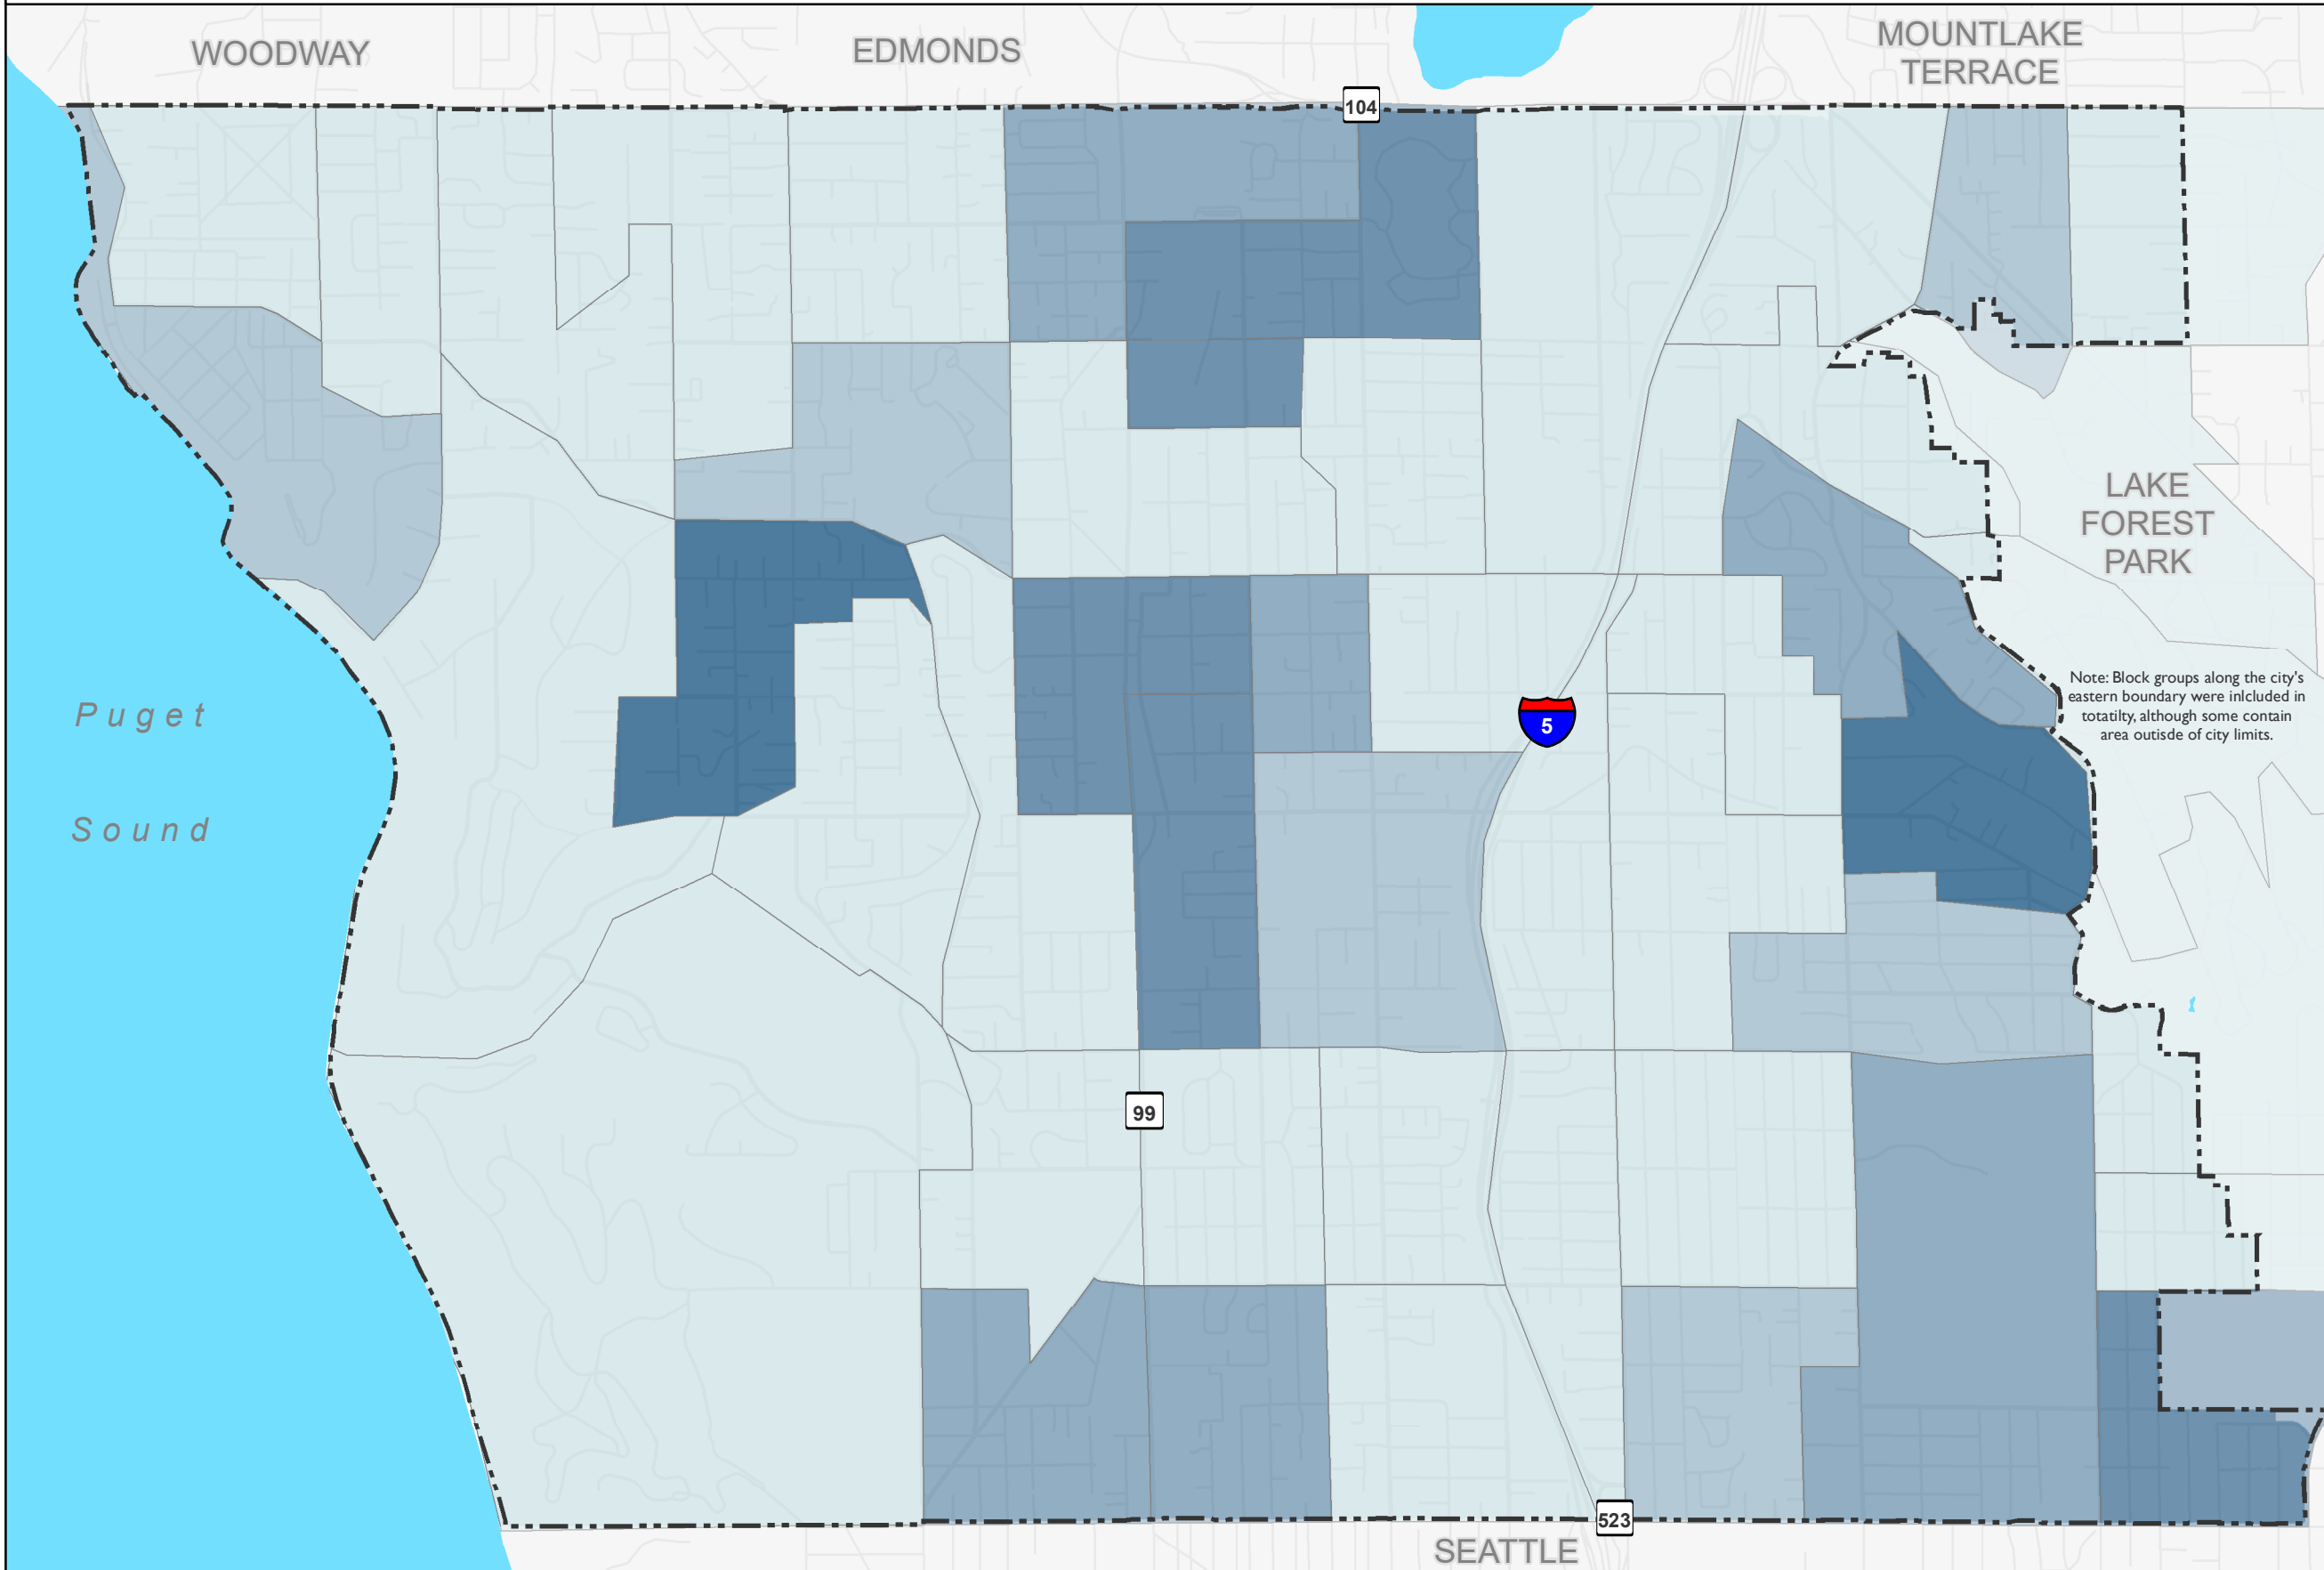 WOODWAY
EDMONDS
MOUNTLAKE
TERRACE
104
LAKE
FOREST
PARK
Note: Block groups along the city's
eastern boundary were inlcluded in
totatilty, although some contain
area outisde of city limits.
Puget
Sound
5
99
523
SEATTLE